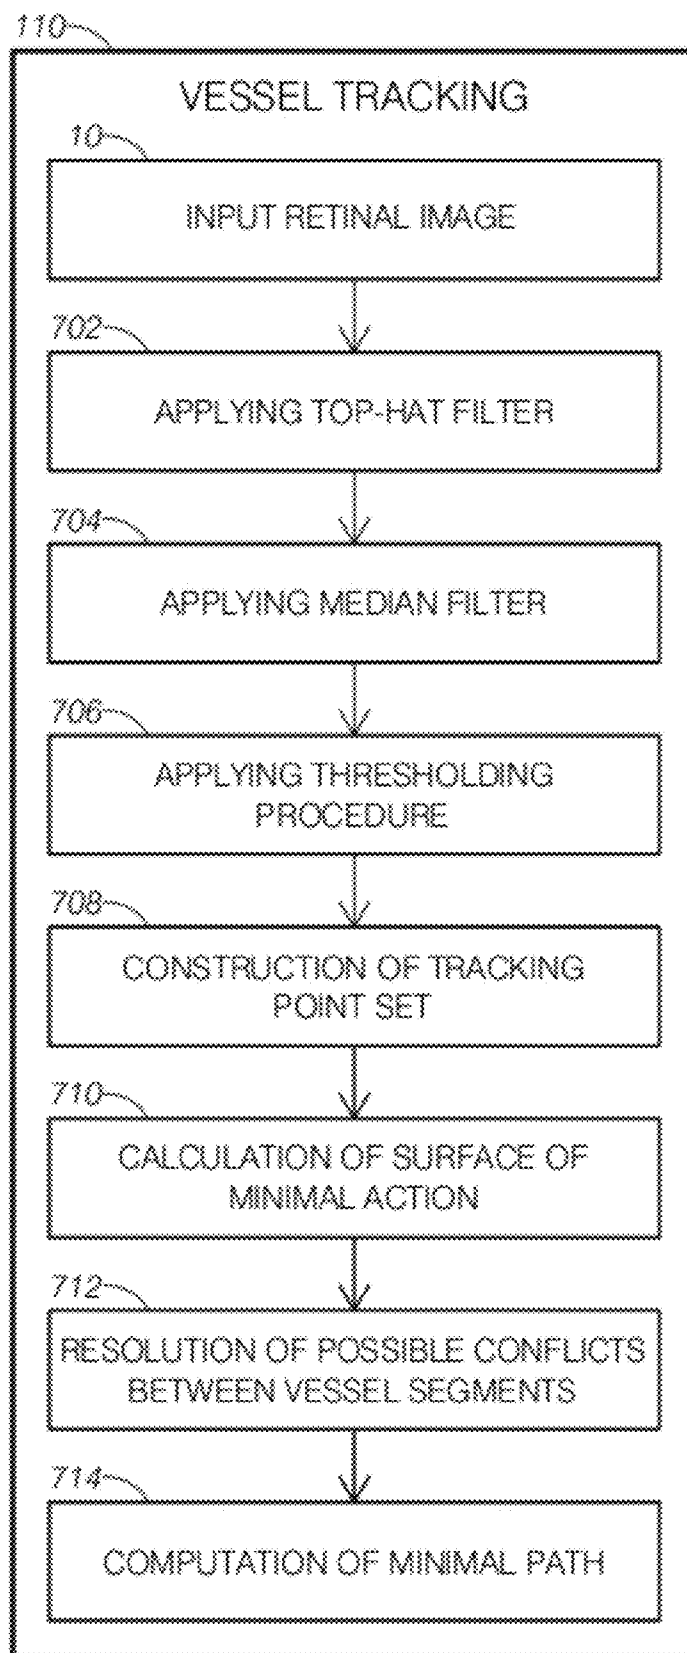 110
VESSEL TRACKING
10
INPUT RETINAL IMAGE
702
APPLYING TOP-HAT FILTER
704
APPLYING MEDIAN FILTER
706
APPLYING THRESHOLDING
PROCEDURE
708
CONSTRUCTION OF TRACKING
POINT SET
710
CALCULATION OF SURFACE OF
MINIMAL ACTION
712
RESOLUTION OF POSSIBLE CONFLICTS
BETWEEN VESSEL SEGMENTS
714
COMPUTATION OF MINIMAL PATH